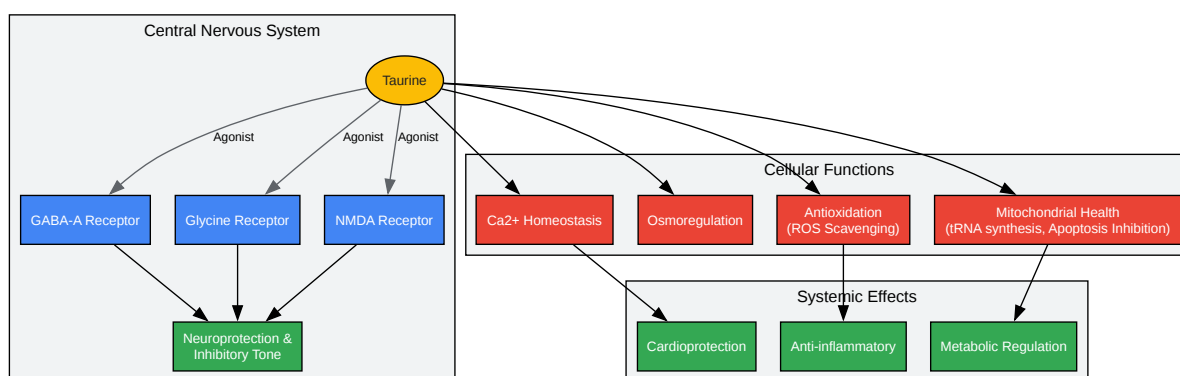 Central Nervous System
Taurine
Agonist
Agonist
Agonist
Cellular Functions
GABA-A Receptor
Glycine Receptor
NMDA Receptor
Ca2+ Homeostasis
Osmoregulation
Antioxidation
(ROS Scavenging)
Mitochondrial Health
(tRNA synthesis, Apoptosis Inhibition)
Systemic Effects
Neuroprotection &
Inhibitory Tone
Cardioprotection
Anti-inflammatory
Metabolic Regulation